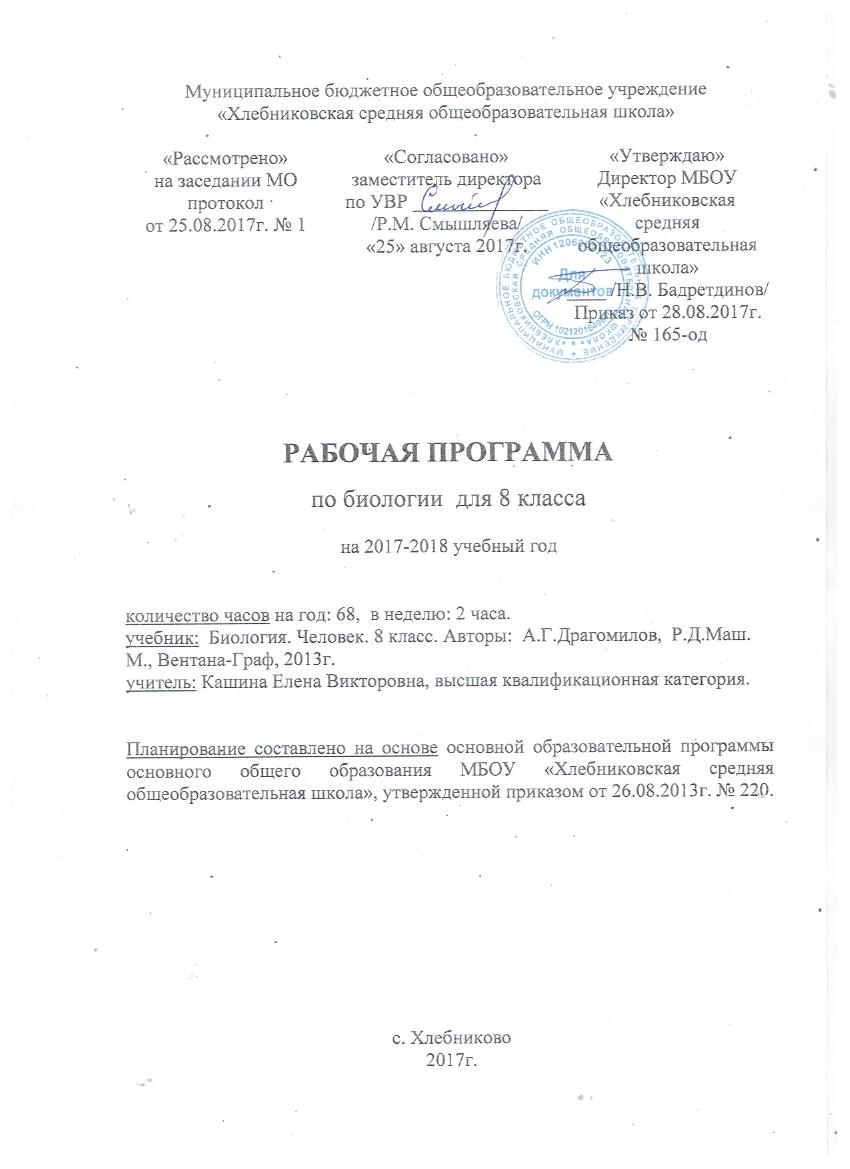 Муниципальное бюджетное общеобразовательное учреждение
«Хлебниковская средняя общеобразовательная школа»
«Рассмотрено»
на заседании МО
протокол
от 25.08.2017г. № 1
«Согласовано»
заместитель директора
по УВР ______________
/Р.М. Смышляева/
«25» августа 2017г.
«Утверждаю»
Директор МБОУ
«Хлебниковская
средняя
общеобразовательная
школа»
/Н.В. Бадретдинов/
Приказ от 28.08.2017г.
№ 165-од
Для
документов
РАБОЧАЯ ПРОГРАММА
по биологии для 8 класса
на 2017-2018 учебный год
количество часов на год: 68, в неделю: 2 часа.
учебник: Биология. Человек. 8 класс. Авторы: А.Г.Драгомилов, Р.Д.Маш.
М., Вентана-Граф, 2013г.
учитель: Кашина Елена Викторовна, высшая квалификационная категория.
Планирование составлено на основе основной образовательной программы
основного общего образования МБОУ «Хлебниковская средняя
общеобразовательная школа», утвержденной приказом от 26.08.2013г. № 220.
с. Хлебниково
2017г.